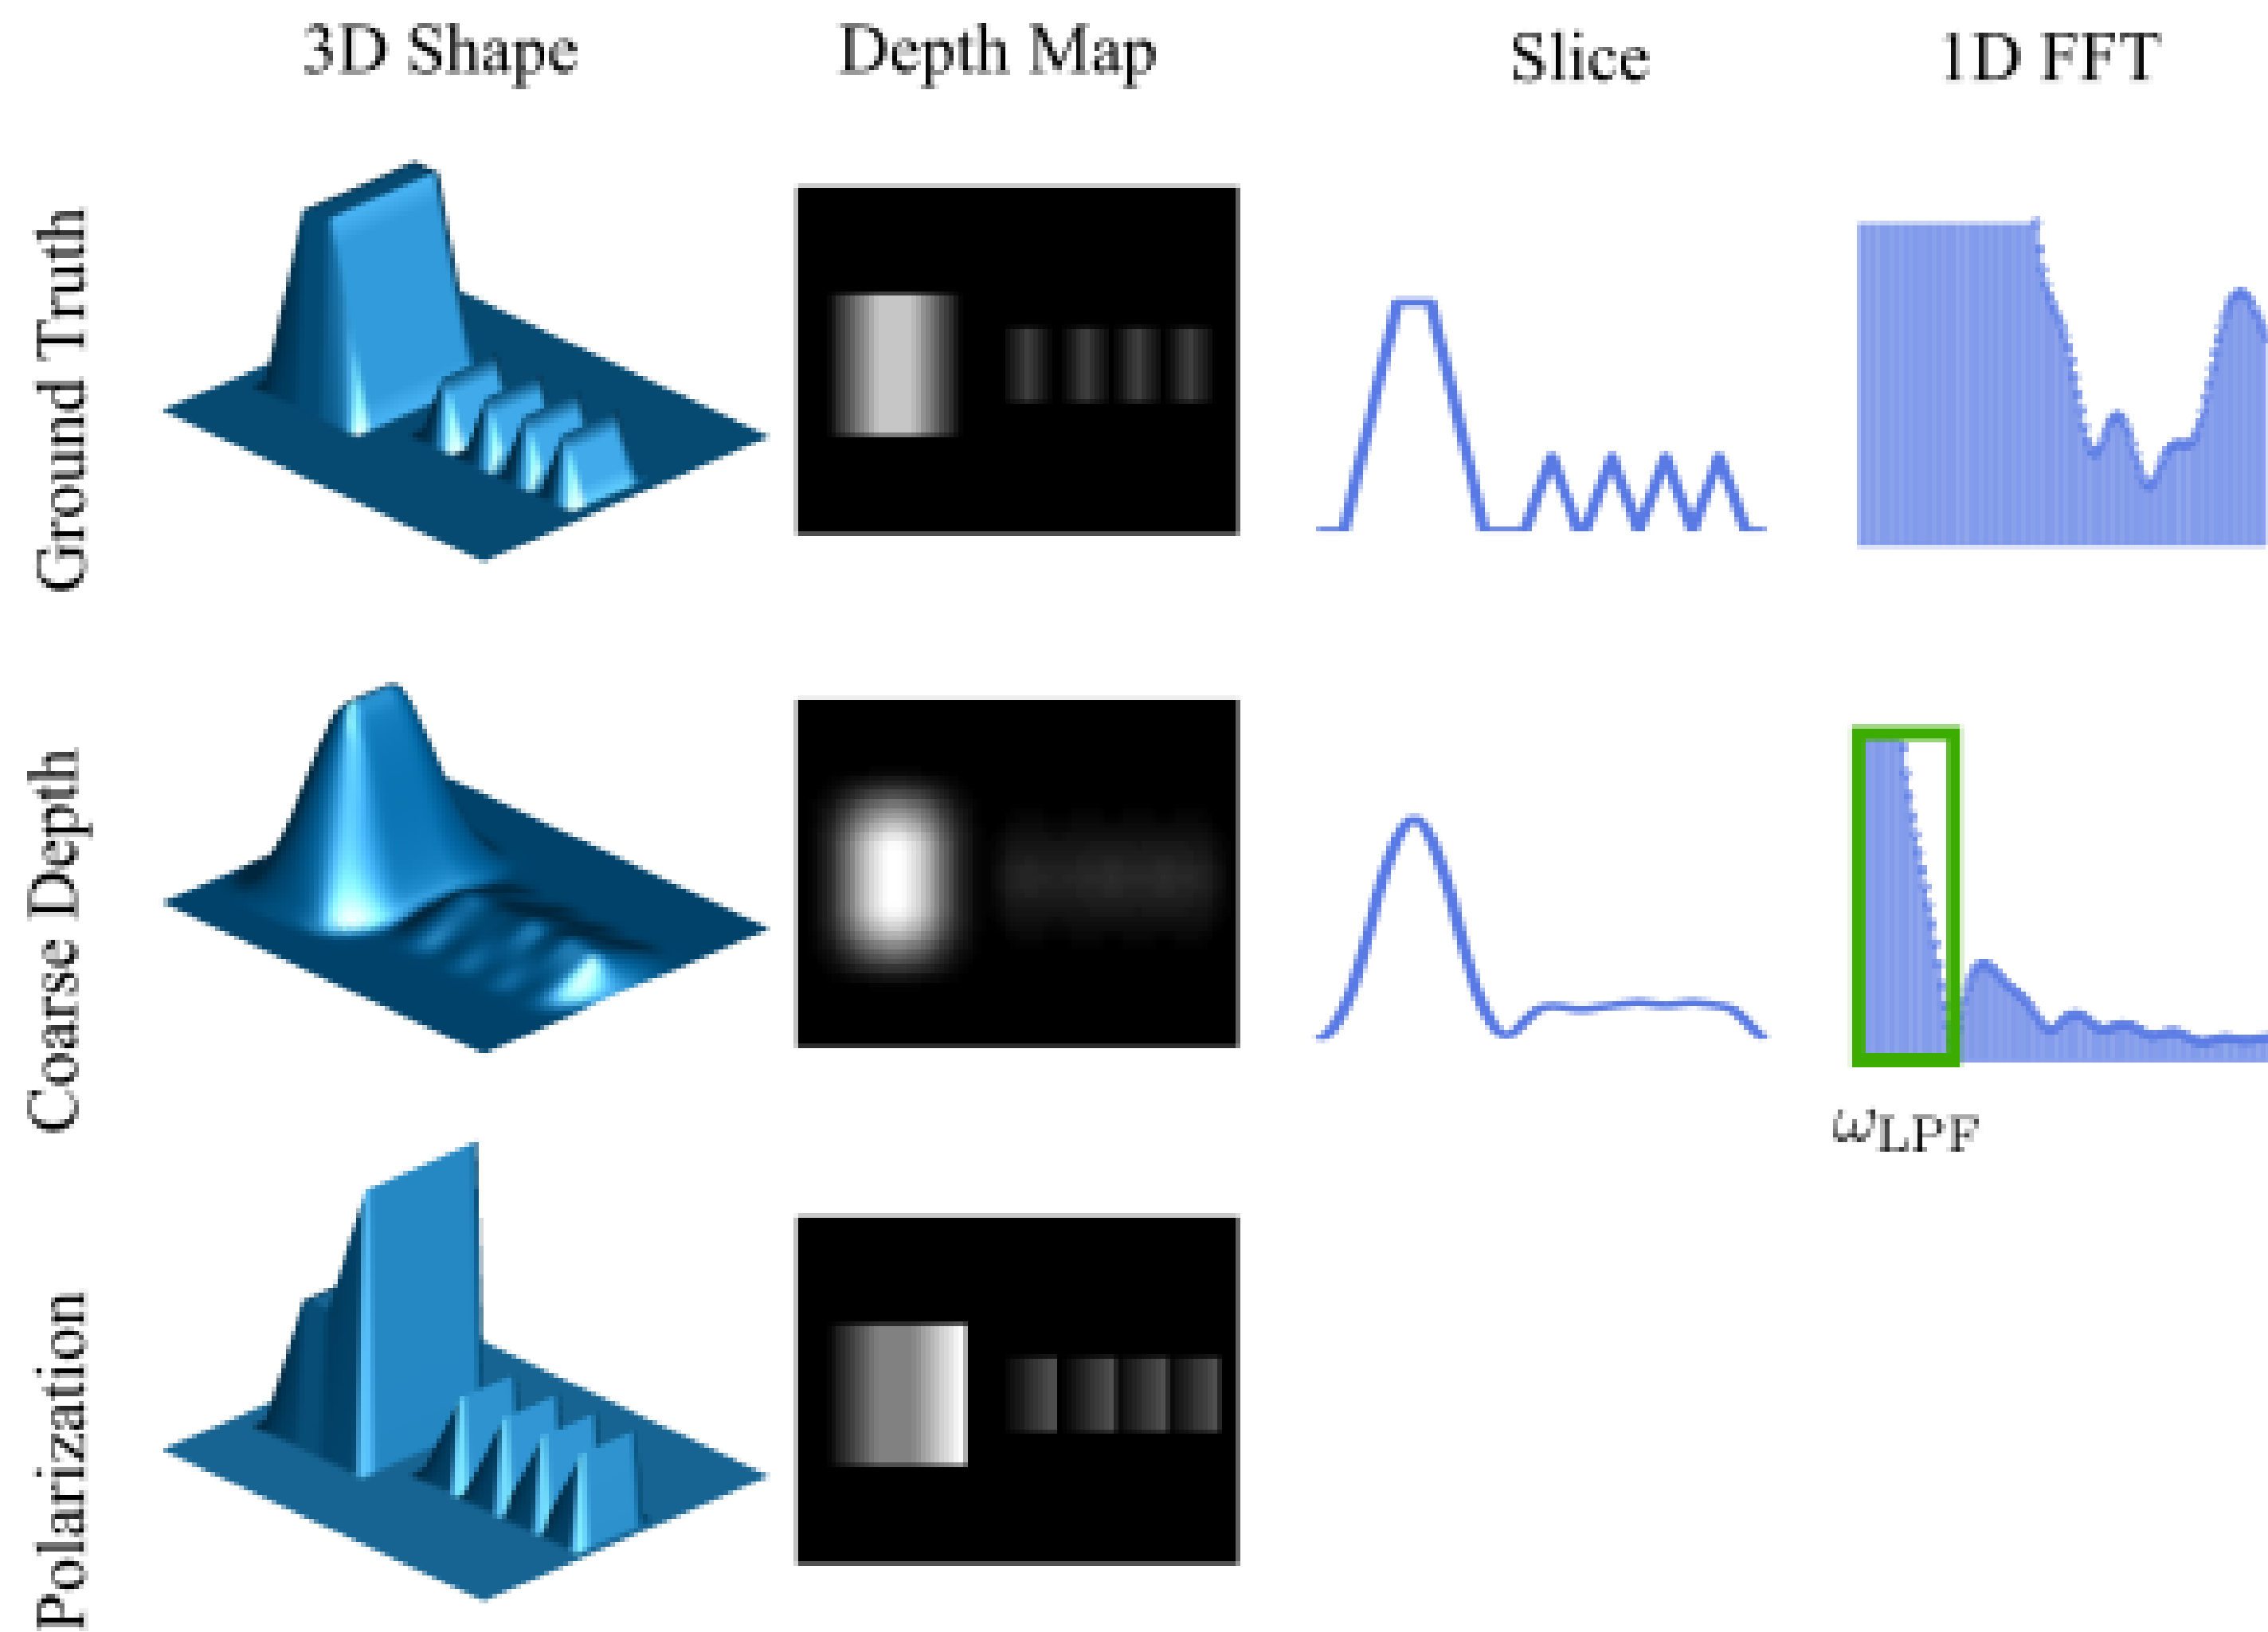 3D Shape Depth Map Slice 1D FFT
Ground Truth
Coarse Depth
ωLPF
Polarization